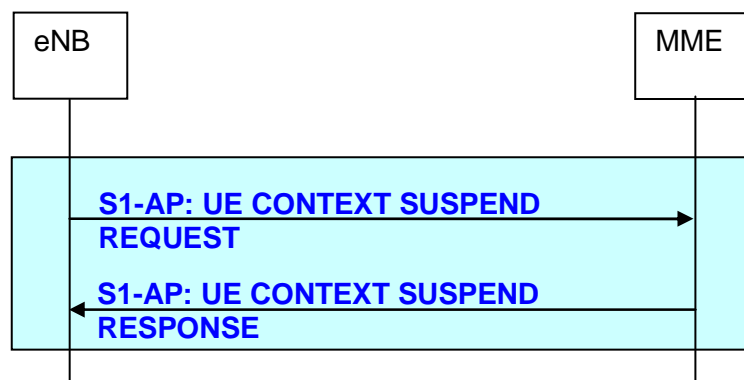 eNB
MME
S1-AP: UE CONTEXT SUSPEND
REQUEST
S1-AP: UE CONTEXT SUSPEND
RESPONSE